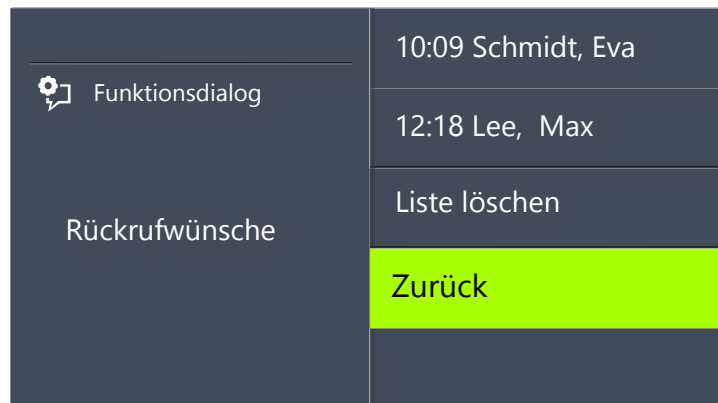 Funktionsdialog
Rückrufwünsche
10:09 Schmidt, Eva
12:18 Lee, Max
Liste löschen
Zurück